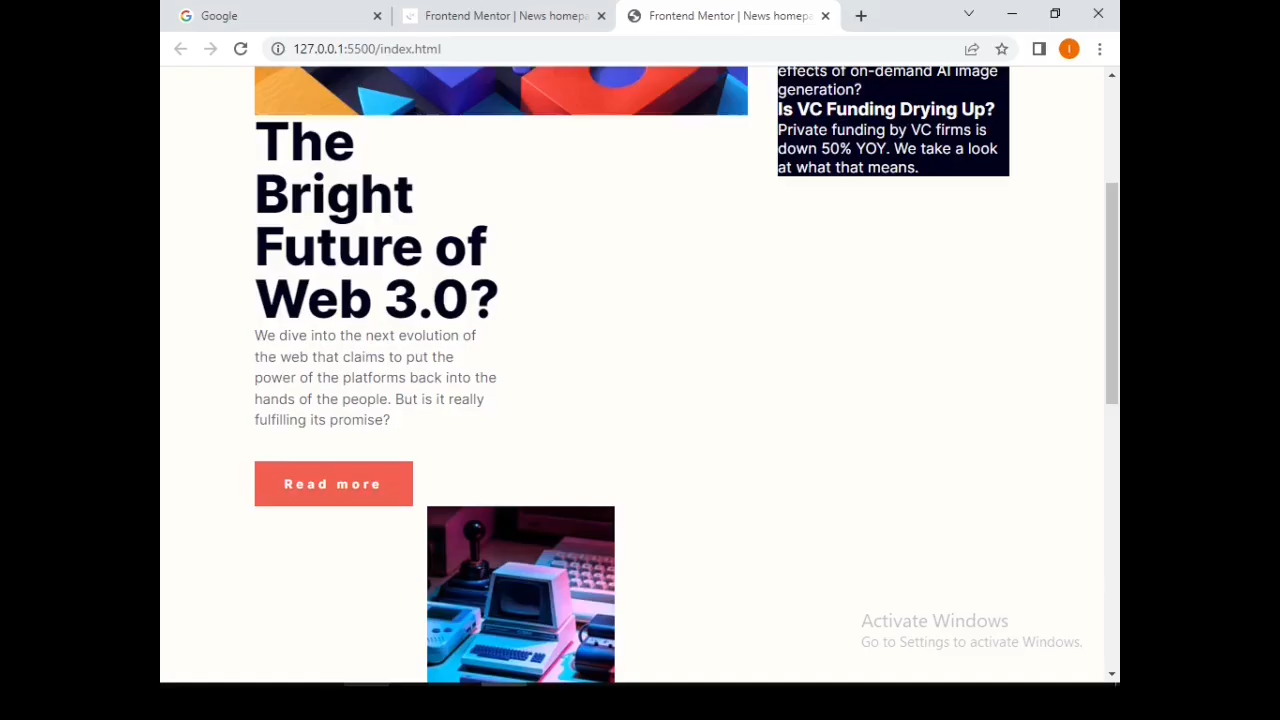 Google
Frontend Mentor | News homepa
Frontend Mentor | News homepa
127.0.0.1:5500/index.html
I
effects of on-demand AI image
generation?
Is VC Funding Drying Up?
Private funding by VC firms is
down 50% YOY. We take a look
at what that means.
The
Bright
Future of
Web 3.0?
We dive into the next evolution of
the web that claims to put the
power of the platforms back into the
hands of the people. But is it really
fulfilling its promise?
Read more
Activate Windows
Go to Settings to activate Windows.